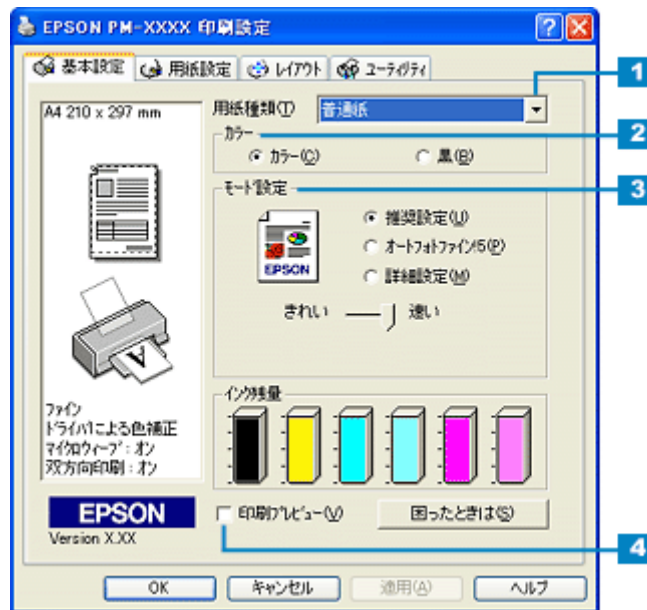 EPSON PM-XXXX 印刷設定
基本設定 用紙設定 レイアウト ユーティリティ
A4 210 x 297 mm
用紙種類(T) 普通紙
1
カラー
2
カラー(C) 黒(B)
モード設定
3
推奨設定(U)
オートフォトファイン!5(P)
詳細設定(M)
EPSON
きれい 速い
A
ファイン
ドライバによる色補正
マイクロウィーブ:オン
双方向印刷:オン
インク残量
EPSON
Version X.XX
印刷プレビュー(V) 困ったときは(S)
4
OK キャンセル 適用(A) ヘルプ